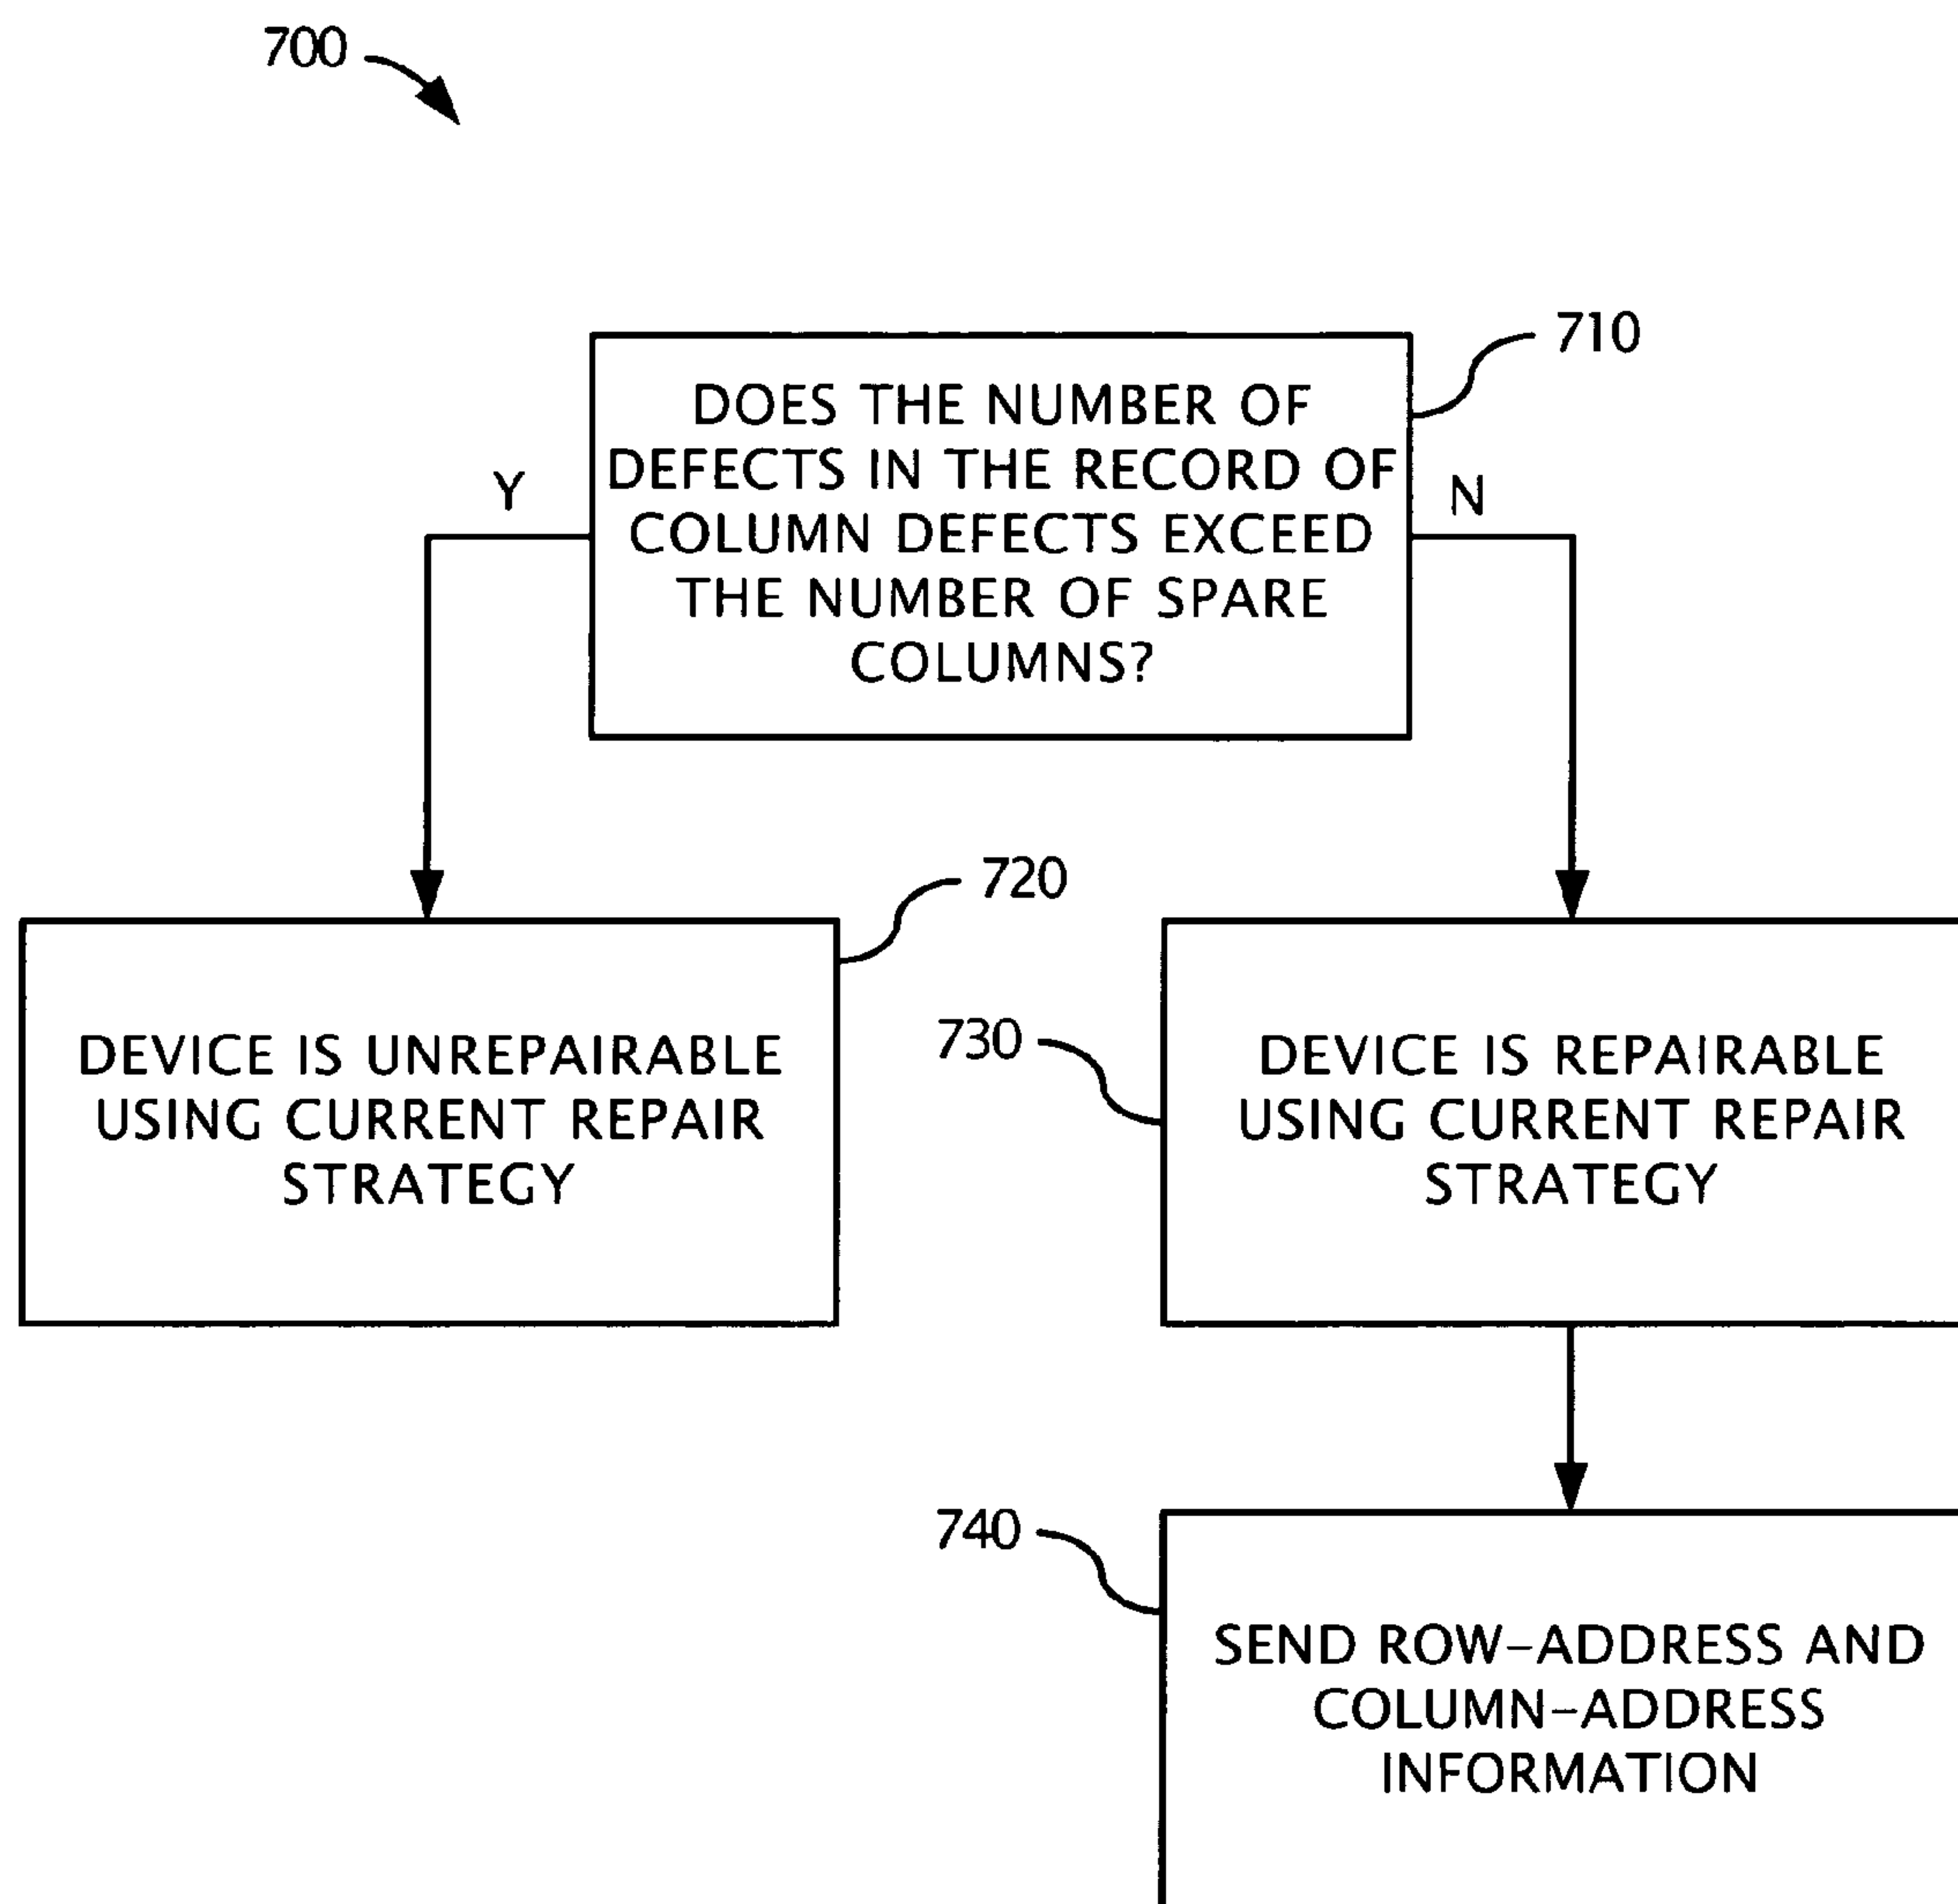 700
710
DOES THE NUMBER OF
DEFECTS IN THE RECORD OF
COLUMN DEFECTS EXCEED
THE NUMBER OF SPARE
COLUMNS?
Y
N
720
DEVICE IS UNREPAIRABLE
USING CURRENT REPAIR
STRATEGY
730
DEVICE IS REPAIRABLE
USING CURRENT REPAIR
STRATEGY
740
SEND ROW-ADDRESS AND
COLUMN-ADDRESS
INFORMATION